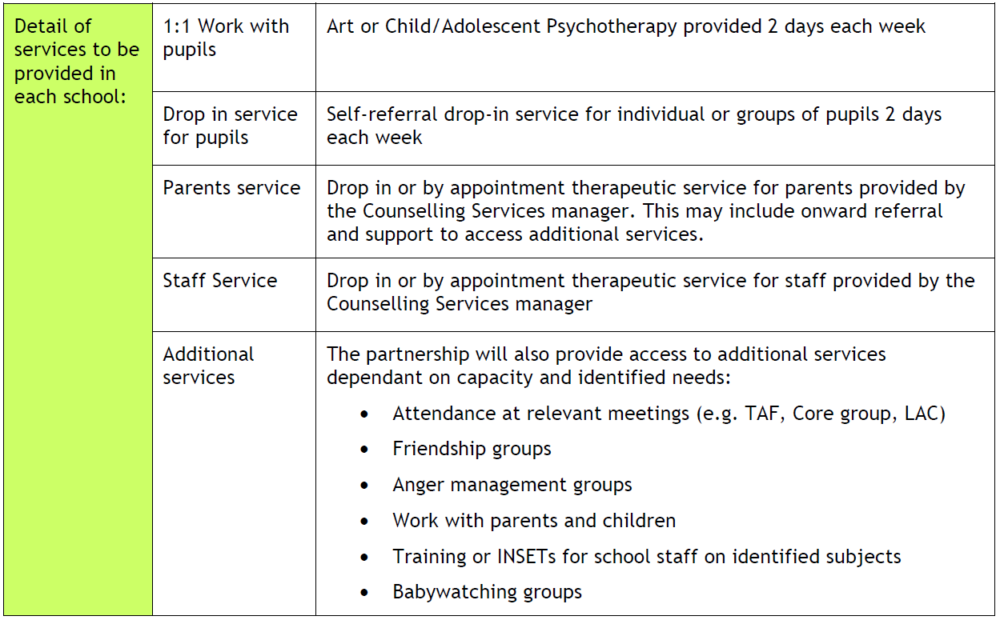 Detail of
services to be
provided in
each school:
1:1 Work with
pupils
Art or Child/Adolescent Psychotherapy provided 2 days each week
Drop in service
for pupils
Self-referral drop-in service for individual or groups of pupils 2 days
each week
Parents service
Drop in or by appointment therapeutic service for parents provided by
the Counselling Services manager. This may include onward referral
and support to access additional services.
Staff Service
Drop in or by appointment therapeutic service for staff provided by the
Counselling Services manager
Additional
services
The partnership will also provide access to additional services
dependant on capacity and identified needs:
• Attendance at relevant meetings (e.g. TAF, Core group, LAC)
• Friendship groups
• Anger management groups
• Work with parents and children
• Training or INSETs for school staff on identified subjects
• Babywatching groups